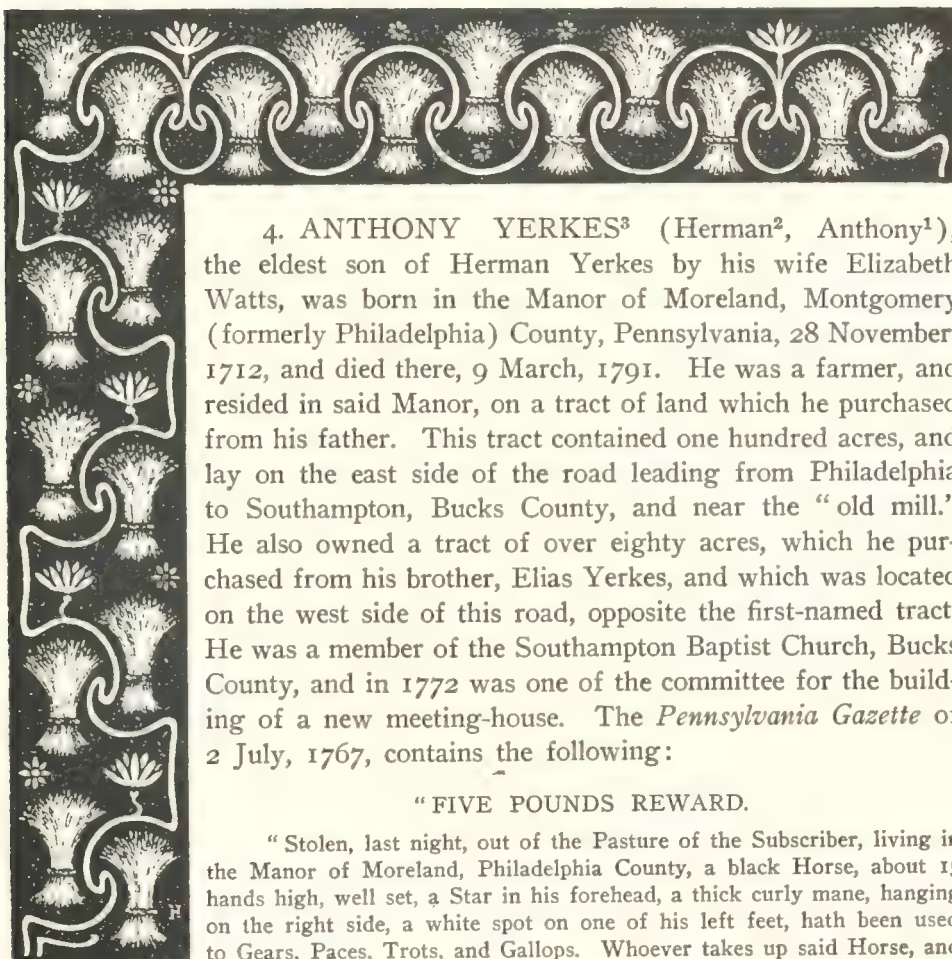 4. ANTHONY YERKES³ (Herman², Anthony¹),
the eldest son of Herman Yerkes by his wife Elizabeth
Watts, was born in the Manor of Moreland, Montgomery
(formerly Philadelphia) County, Pennsylvania, 28 November
1712, and died there, 9 March, 1791. He was a farmer, and
resided in said Manor, on a tract of land which he purchased
from his father. This tract contained one hundred acres, and
lay on the east side of the road leading from Philadelphia
to Southampton, Bucks County, and near the “old mill.”
He also owned a tract of over eighty acres, which he pur-
chased from his brother, Elias Yerkes, and which was located
on the west side of this road, opposite the first-named tract
He was a member of the Southampton Baptist Church, Bucks
County, and in 1772 was one of the committee for the build-
ing of a new meeting-house. The Pennsylvania Gazette of
2 July, 1767, contains the following:
“FIVE POUNDS REWARD.
“Stolen, last night, out of the Pasture of the Subscriber, living in
the Manor of Moreland, Philadelphia County, a black Horse, about
hands high, well set, a Star in his forehead, a thick curly mane, hanging
on the right side, a white spot on one of his left feet, hath been used
to Gears, Paces, Trots, and Gallops. Whoever takes up said Horse, and